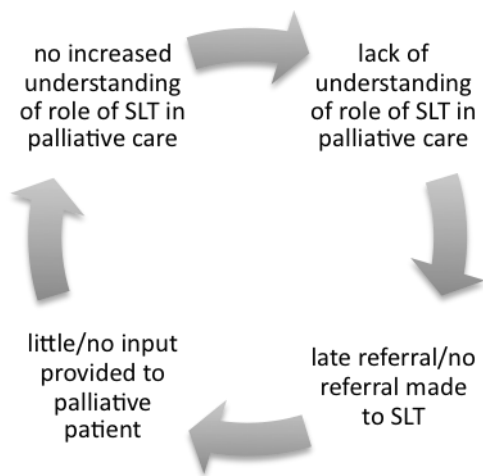 no increased
understanding
of role of SLT in
palliative care
lack of
understanding
of role of SLT in
palliative care
late referral/no
referral made
to SLT
little/no input
provided to
palliative
patient